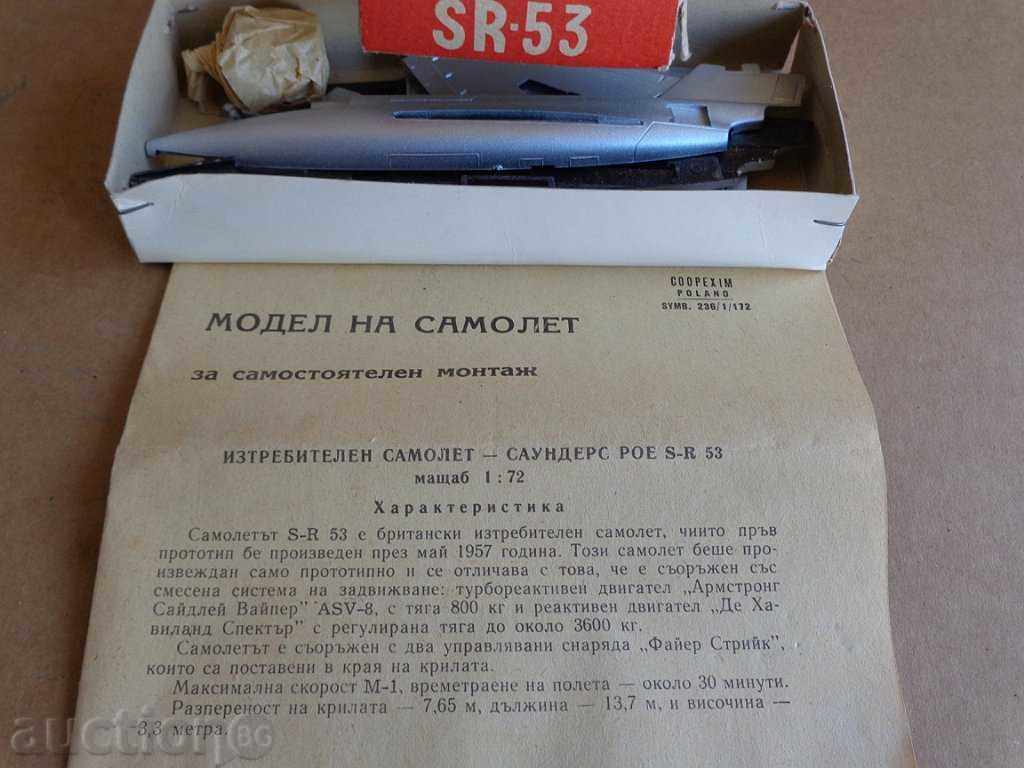 SR·53
COOPEXIM
POLAND
SYMB. 236/1/172
МОДЕЛ НА САМОЛЕТ
за самостоятелен монтаж
ИЗТРЕБИТЕЛЕН САМОЛЕТ — САУНДЕРС РОЕ S-R 53
мащаб 1 : 72
Характеристика
Самолетът S-R 53 е британски изтребителен самолет, чиито пръв
прототип бе произведен през май 1957 година. Този самолет беше про-
извеждан само прототипно и се отличава с това, че е съоръжен със
смесена система на задвижване: турбореактивен двигател „Армстронг
Сайдлей Вайпер" ASV-8, с тяга 800 кг и реактивен двигател „Де Ха-
виланд Спектър" с регулирана тяга до около 3600 кг.
Самолетът е съоръжен с два управлявани снаряда „Файер Стрийк",
които са поставени в края на крилата.
Максимална скорост М-1, времетраене на полета — около 30 минути.
Разпереност на крилата — 7,65 м, дължина — 13,7 м, и височина —
3,3 метра.
auction.BG